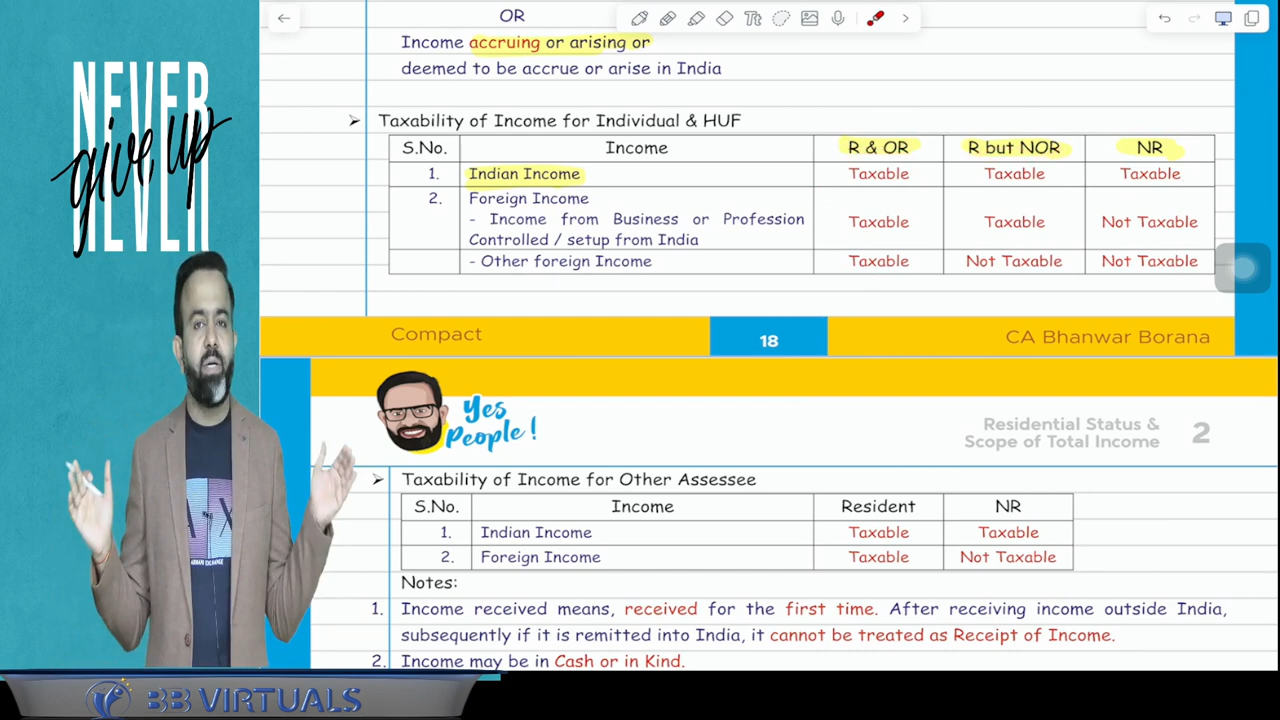 NEVER
give up
NEVER
OR
Income accruing or arising or
deemed to be accrue or arise in India
➢ Taxability of Income for Individual & HUF
S.No. Income R & OR R but NOR NR
1. Indian Income Taxable Taxable Taxable
2. Foreign Income
- Income from Business or Profession
Controlled / setup from India Taxable Taxable Not Taxable
- Other foreign Income Taxable Not Taxable Not Taxable
Compact 18 CA Bhanwar Borana
Yes
People!
Residential Status &
Scope of Total Income 2
➢ Taxability of Income for Other Assessee
S.No. Income Resident NR
1. Indian Income Taxable Taxable
2. Foreign Income Taxable Not Taxable
Notes:
1. Income received means, received for the first time. After receiving income outside India,
subsequently if it is remitted into India, it cannot be treated as Receipt of Income.
2. Income may be in Cash or in Kind.
A X
ARMANI EXCHANGE
BB VIRTUALS